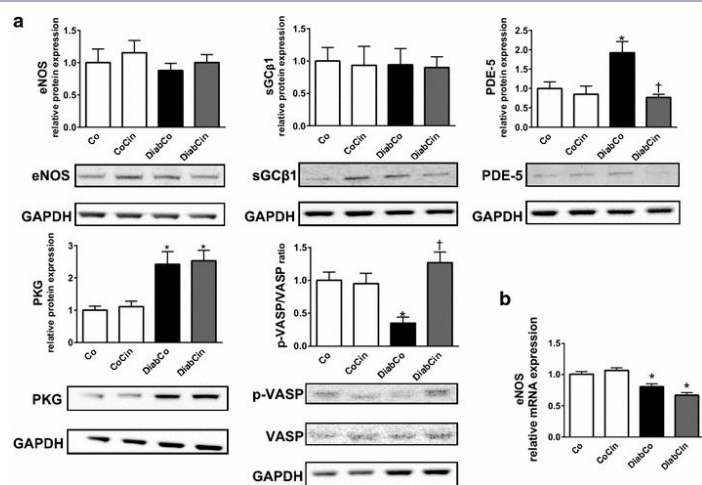 a
eNOS
relative protein expression
1.5
1.0
0.5
0.0
Co
CoCin
DiabCo
DiabCin
eNOS
GAPDH
sGCβ1
relative protein expression
1.5
1.0
0.5
0.0
Co
CoCin
DiabCo
DiabCin
sGCβ1
GAPDH
PDE-5
relative protein expression
2.5
2.0
1.5
1.0
0.5
0.0
*
†
Co
CoCin
DiabCo
DiabCin
PDE-5
GAPDH
PKG
relative protein expression
3
2
1
0
*
*
Co
CoCin
DiabCo
DiabCin
PKG
GAPDH
p-VASP/VASP ratio
1.5
1.0
0.5
0.0
*
†
Co
CoCin
DiabCo
DiabCin
p-VASP
VASP
GAPDH
b
eNOS
relative mRNA expression
1.5
1.0
0.5
0.0
*
*
Co
CoCin
DiabCo
DiabCin